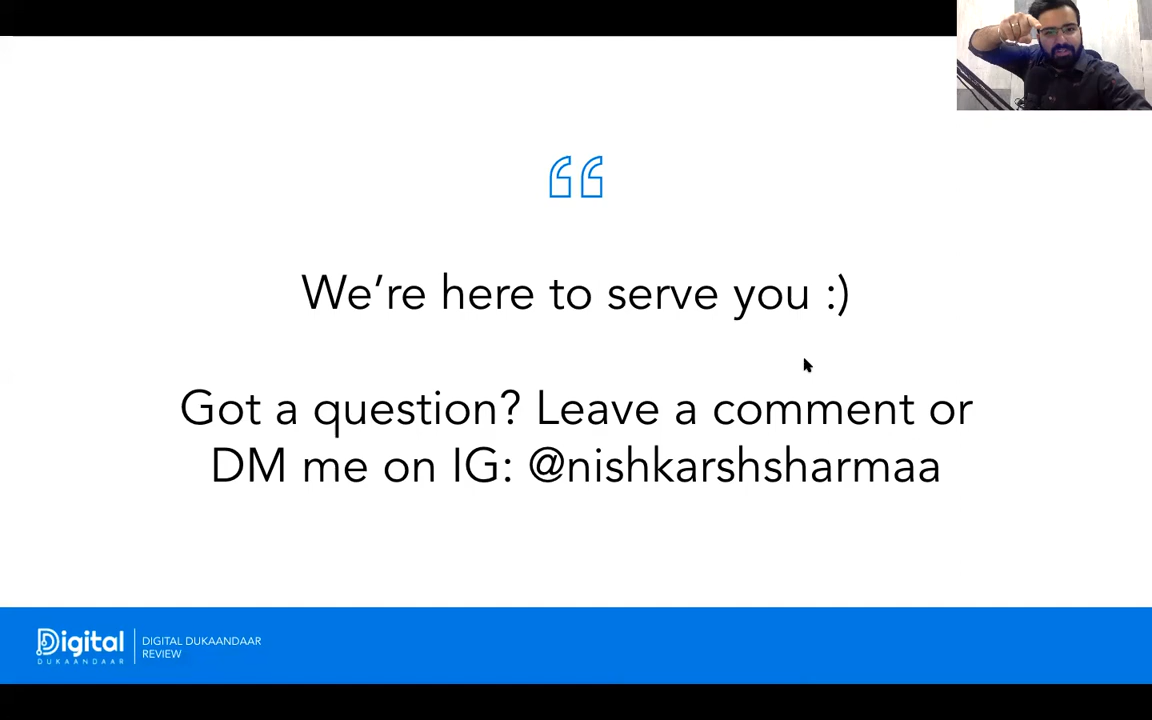 We’re here to serve you :)
Got a question? Leave a comment or
DM me on IG: @nishkarshsharmaa
Digital
DUKAANDAAR
DIGITAL DUKAANDAAR
REVIEW